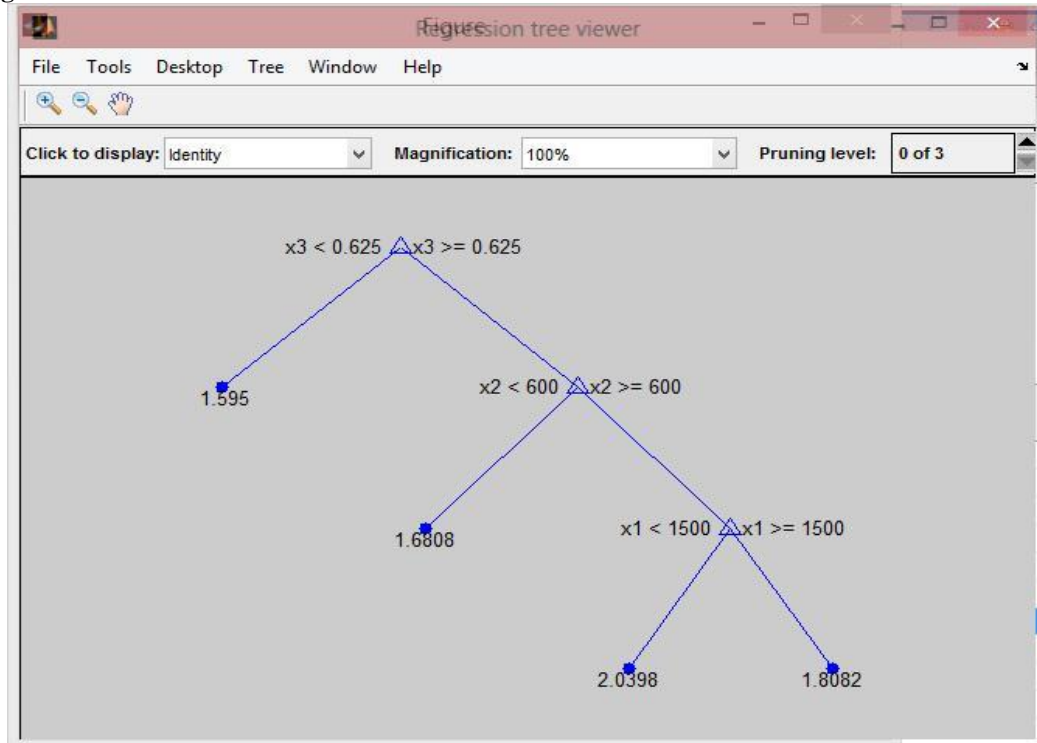 Regression tree viewer
File Tools Desktop Tree Window Help
Click to display: Identity Magnification: 100% Pruning level: 0 of 3
x3 < 0.625 x3 >= 0.625
1.595
x2 < 600 x2 >= 600
1.6808
x1 < 1500 x1 >= 1500
2.0398
1.8082